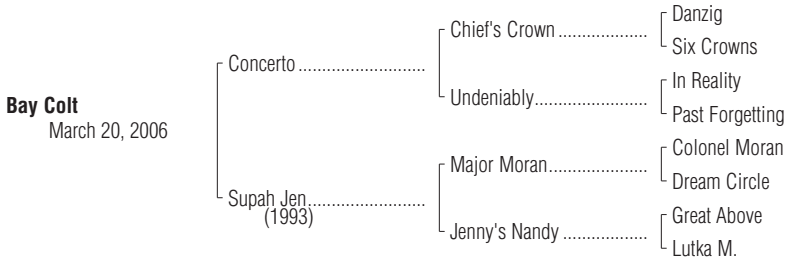 Danzig
Chief's Crown ....................
Six Crowns
Concerto ............................
In Reality
Undeniably.........................
Past Forgetting
Bay Colt
March 20, 2006
Colonel Moran
Major Moran......................
Dream Circle
Supah Jen..........................
(1993)
Great Above
Jenny's Nandy ...................
Lutka M.